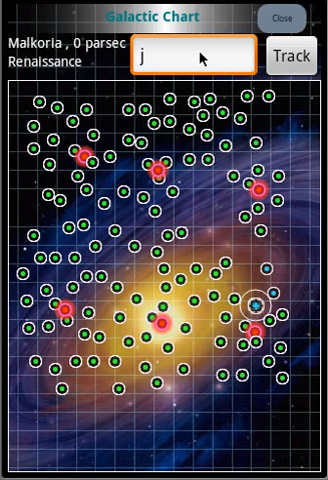 Galactic Chart
Close
Malkoria , 0 parsec
Renaissance
j
Track